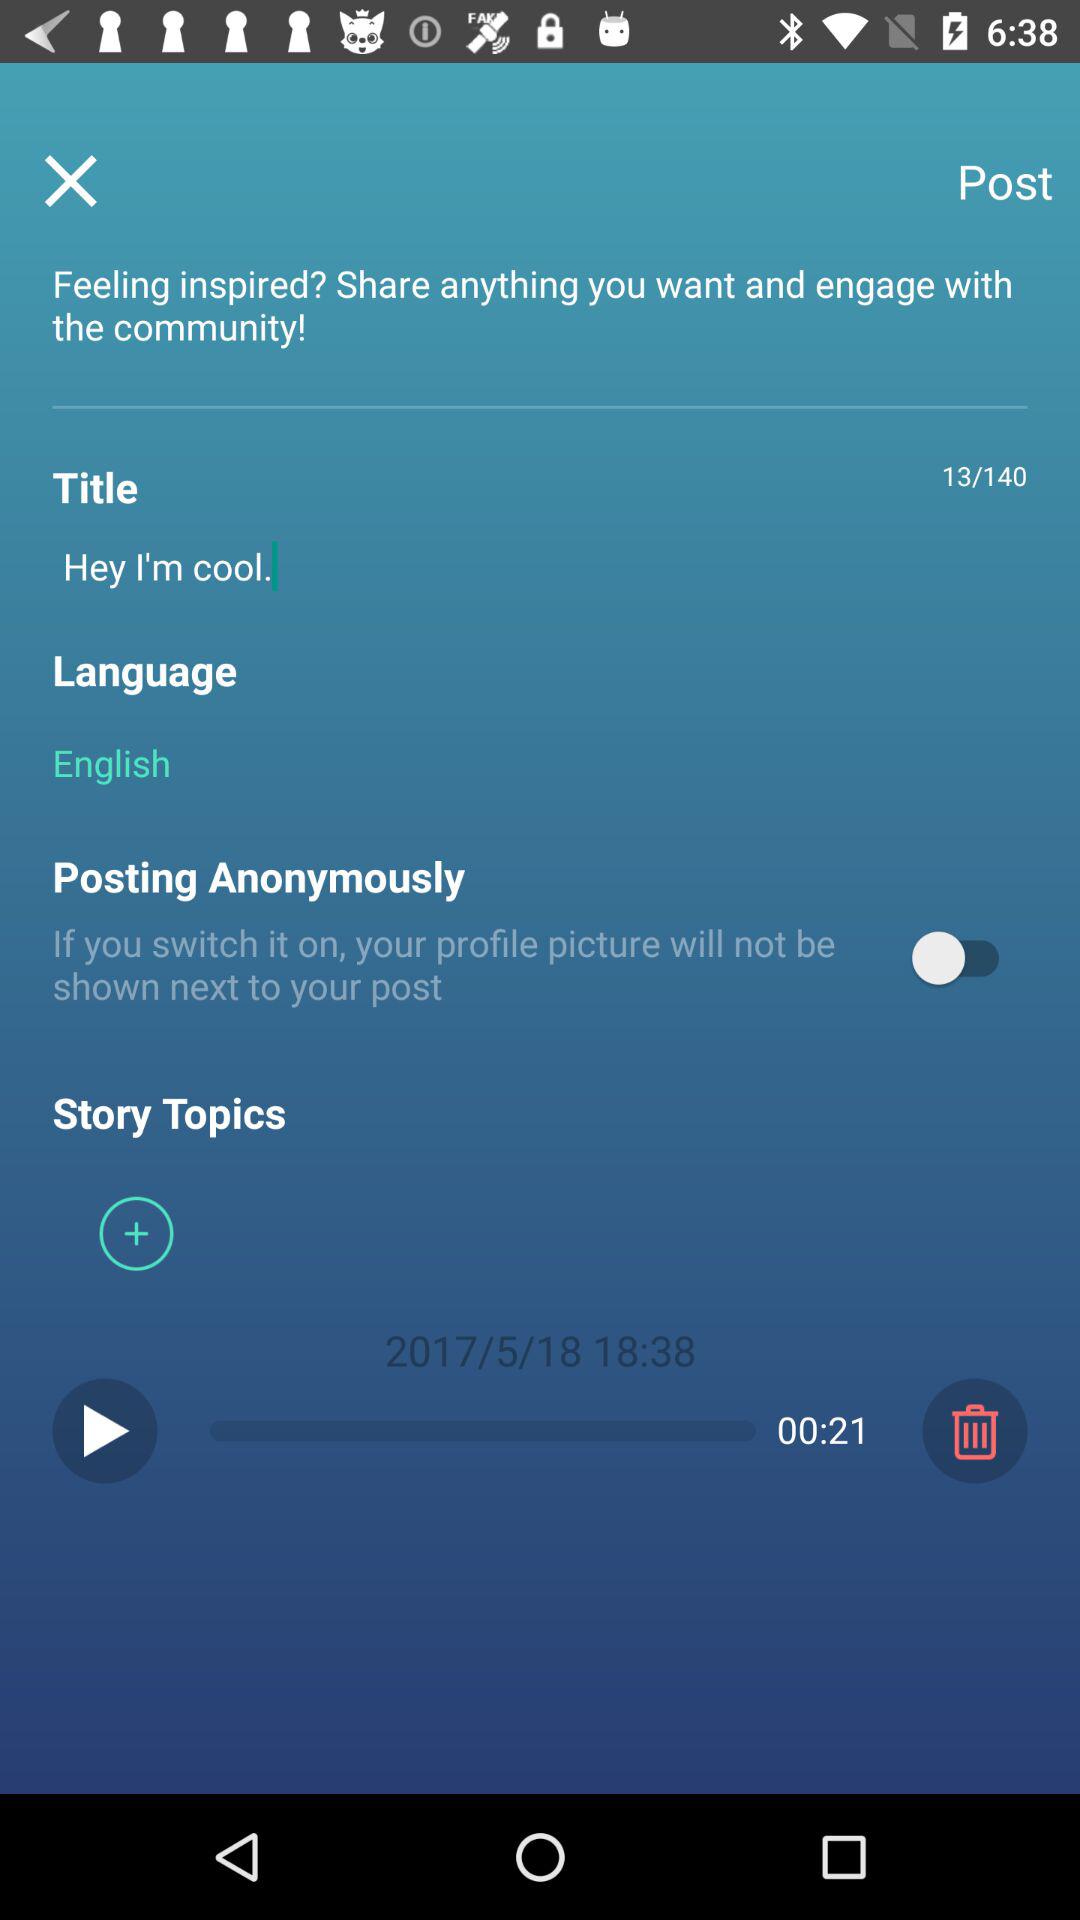 FAKE
6:38
Post
Feeling inspired? Share anything you want and engage with
the community!
Title
13/140
Hey I'm cool.
Language
English
Posting Anonymously
If you switch it on, your profile picture will not be
shown next to your post
Story Topics
+
2017/5/18 18:38
00:21